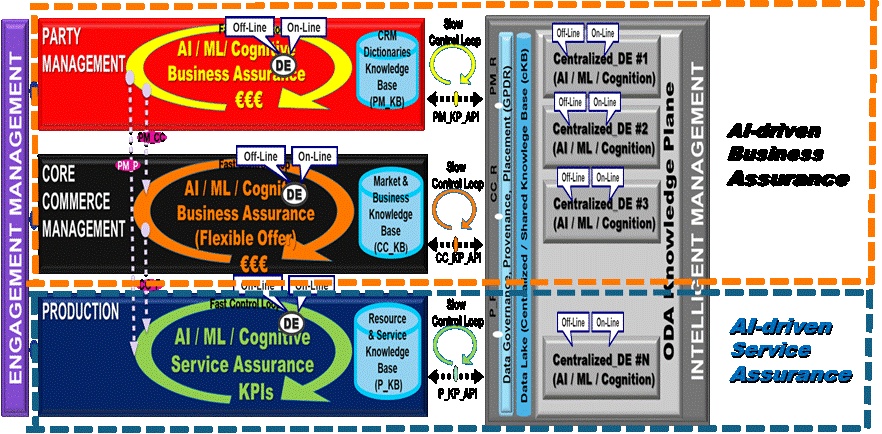 ENGAGEMENT MANAGEMENT
PARTY
MANAGEMENT
Off-Line
On-Line
AI / ML/ Cognitive
Business Assurance
€€€
DE
CRM
Dictionaries
Knowledge
Base
(PM_KB)
Slow
Control Loop
PM_KP_API
PM_CC
PM_P
CORE
COMMERCE
MANAGEMENT
Off-Line
On-Line
Fast Control Loop
AI / ML / Cognitive
Business Assurance
(Flexible Offer)
€€€
DE
Market &
Business
Knowledge
Base
(CC_KB)
Slow
Control Loop
CC_KP_API
PRODUCTION
Off-Line
On-Line
Fast Control Loop
DE
AI / ML / Cognitive
Service Assurance
KPIs
Resource
& Service
Knowledge
Base
(P_KB)
Slow
Control Loop
P_KP_API
PM_R
CC_R
P_R
Data Governance, Provenance, Placement (GPDR)
Data Lake (Centralized / Shared Knowlege Base (cKB)
Off-Line
On-Line
Centralized_DE #1
(AI / ML / Cognition)
Off-Line
On-Line
Centralized_DE #2
(AI / ML / Cognition)
Off-Line
On-Line
Centralized_DE #3
(AI / ML / Cognition)
Off-Line
On-Line
Centralized_DE #N
(AI / ML / Cognition)
ODA Knowledge Plane
INTELLIGENT MANAGEMENT
AI-driven
Business
Assurance
AI-driven
Service
Assurance